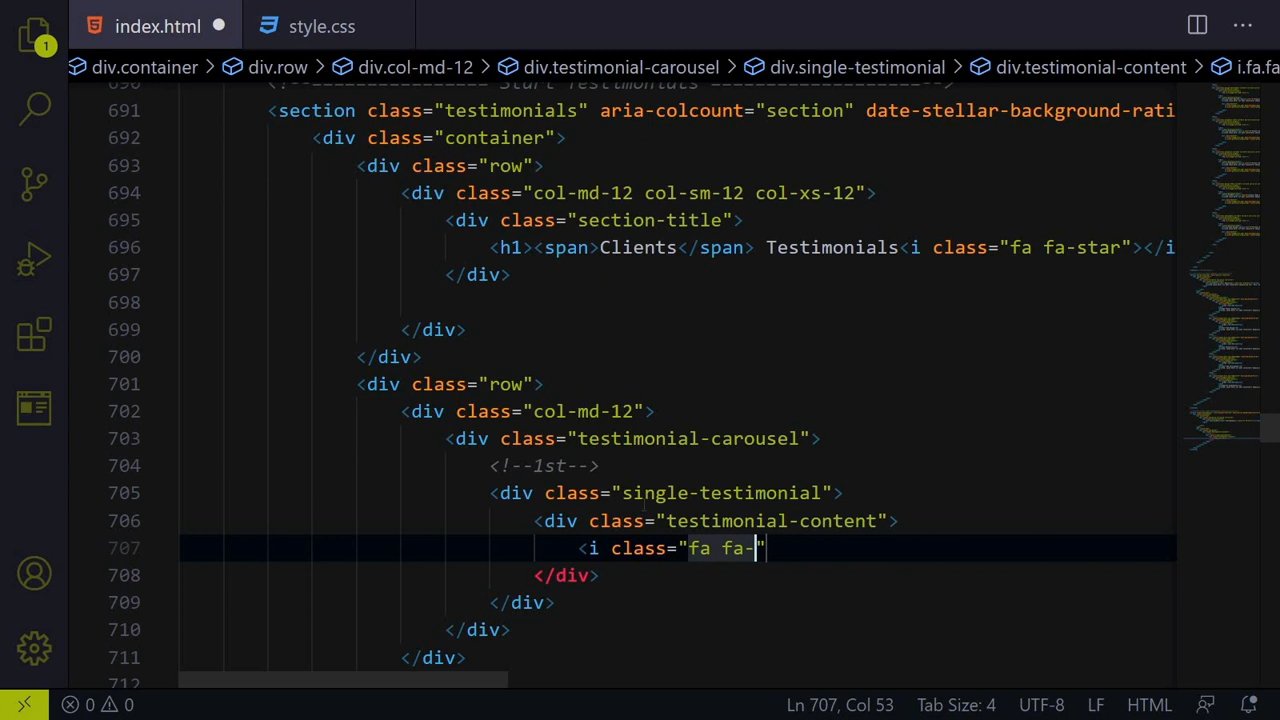 index.html
style.css
1
div.container > div.row > div.col-md-12 > div.testimonial-carousel > div.single-testimonial > div.testimonial-content > i.fa.fa
690 <!--================= Start Testimonials ====================-->
691 <section class="testimonials" aria-colcount="section" date-stellar-background-rati
692 <div class="container">
693 <div class="row">
694 <div class="col-md-12 col-sm-12 col-xs-12">
695 <div class="section-title">
696 <h1><span>Clients</span> Testimonials<i class="fa fa-star"></i
697 </div>
698
699 </div>
700 </div>
701 <div class="row">
702 <div class="col-md-12">
703 <div class="testimonial-carousel">
704 <!--1st-->
705 <div class="single-testimonial">
706 <div class="testimonial-content">
707 <i class="fa fa-"
708 </div>
709 </div>
710 </div>
711 </div>
712
0 0
Ln 707, Col 53 Tab Size: 4 UTF-8 LF HTML